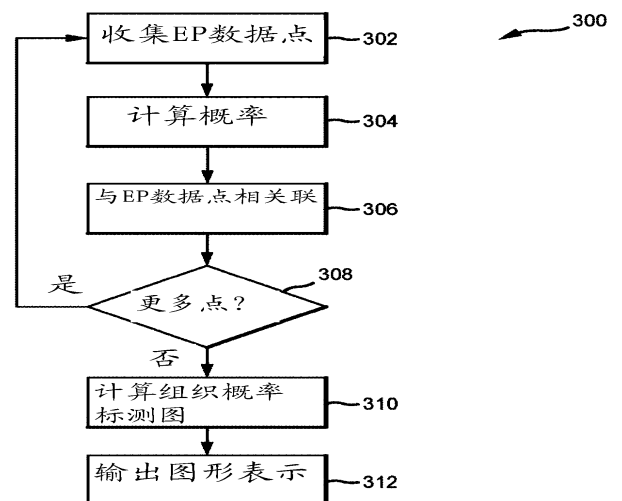 300
收集EP数据点
302
计算概率
304
与EP数据点相关联
306
308
是
更多点?
否
计算组织概率
标测图
310
输出图形表示
312